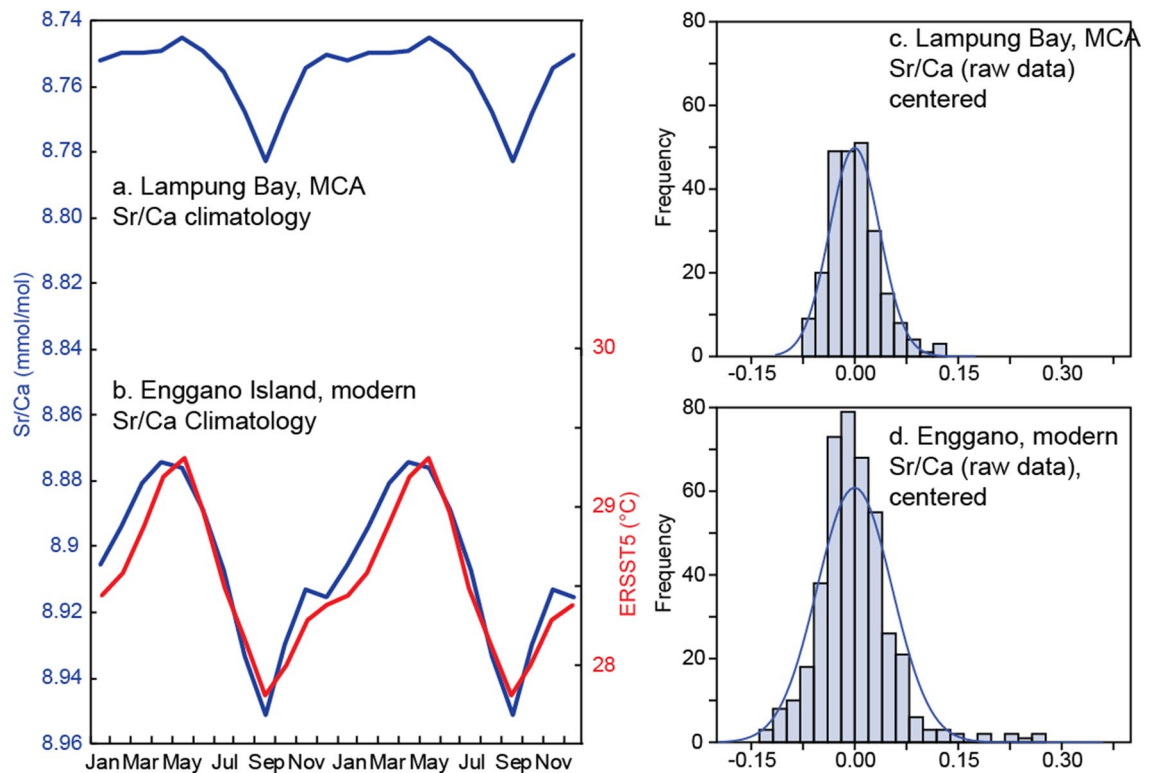 8.74
8.76
8.78
8.80
8.82
8.84
8.86
8.88
8.9
8.92
8.94
8.96
Sr/Ca (mmol/mol)
a. Lampung Bay, MCA
Sr/Ca climatology
b. Enggano Island, modern
Sr/Ca Climatology
30
29
28
ERSST5 (°C)
Jan Mar May Jul Sep Nov Jan Mar May Jul Sep Nov
c. Lampung Bay, MCA
Sr/Ca (raw data)
centered
Frequency
80
60
40
20
0
-0.15 0.00 0.15 0.30
d. Enggano, modern
Sr/Ca (raw data),
centered
Frequency
80
60
40
20
0
-0.15 0.00 0.15 0.30